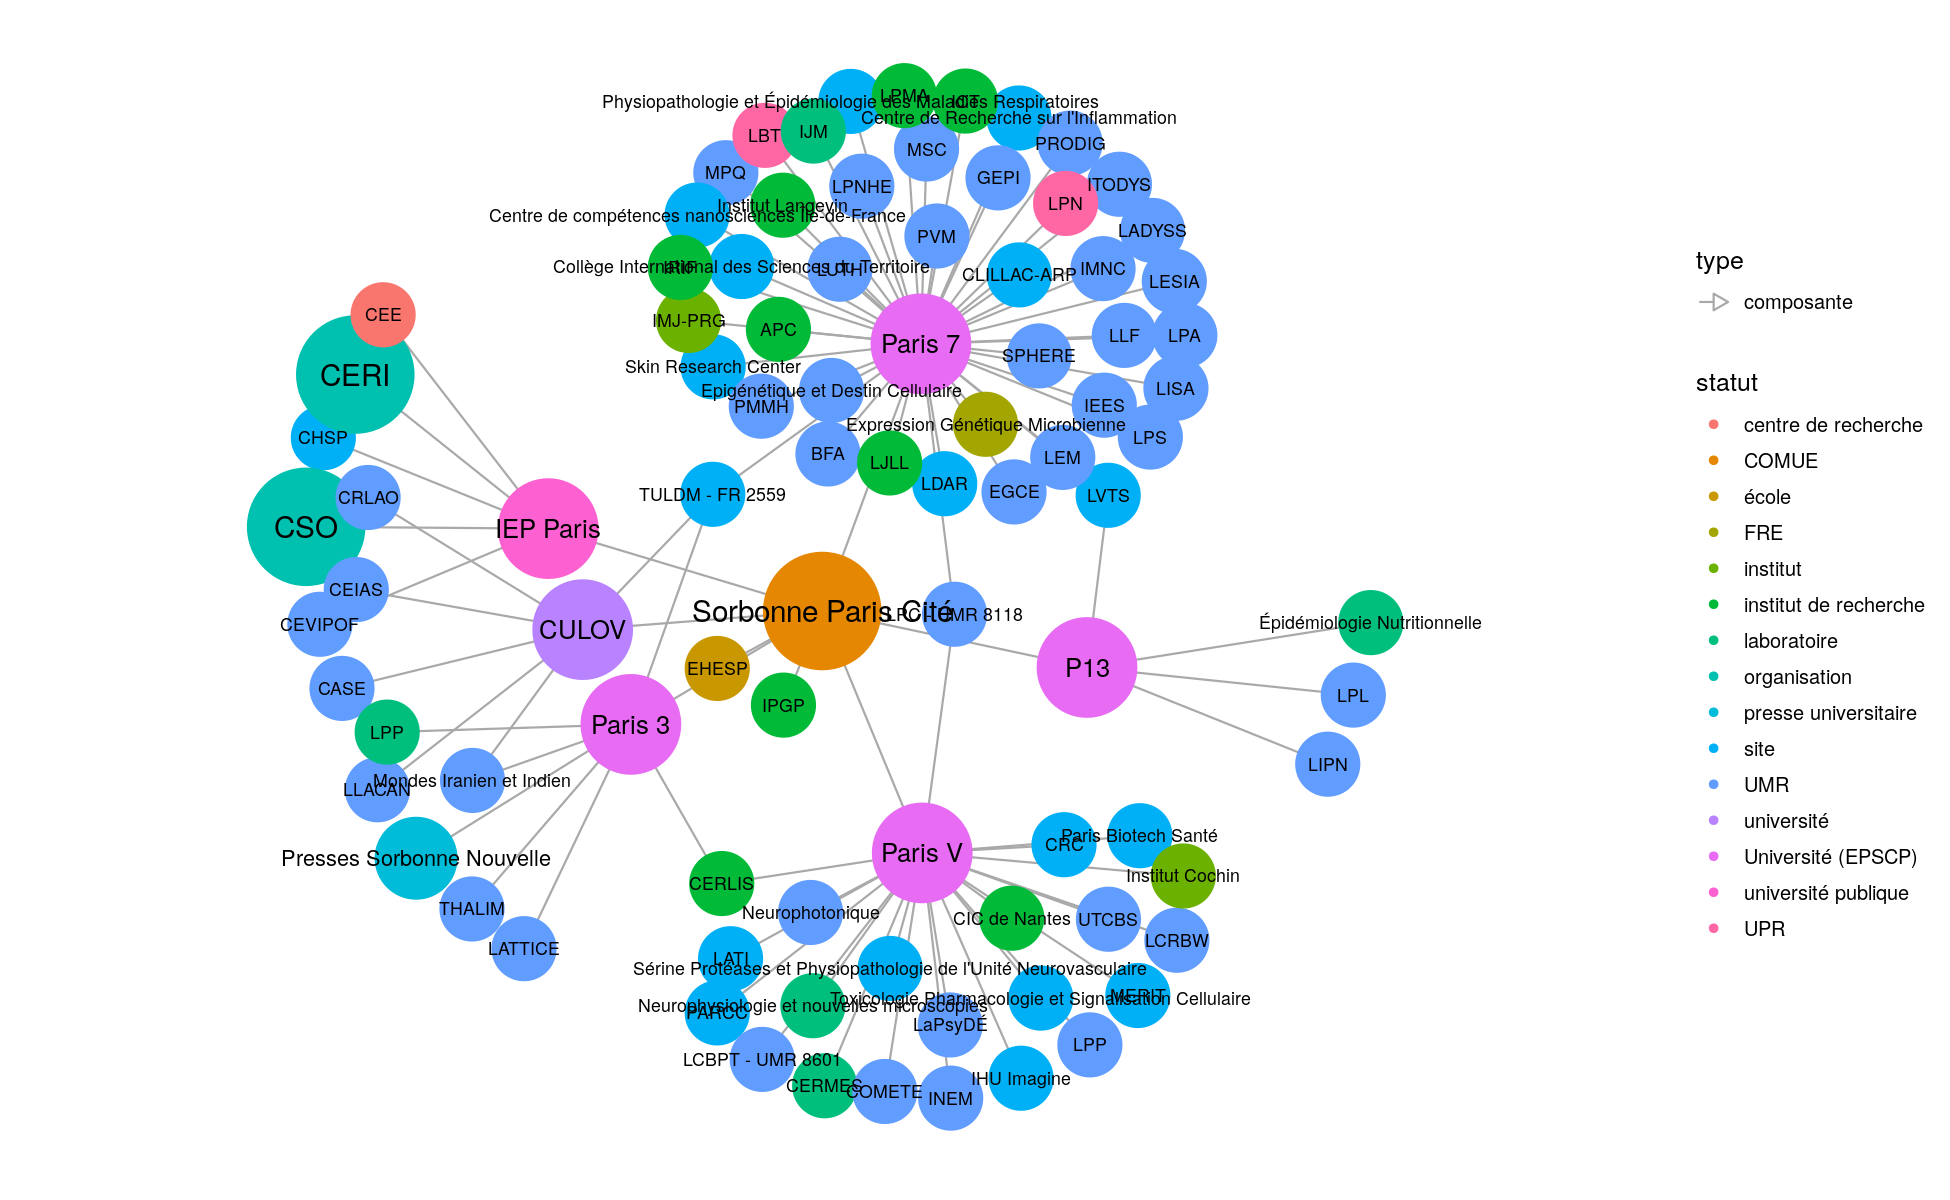 Physiopathologie et Épidémiologie des Maladies Respiratoires
LPMA
ICT
Centre de Recherche sur l'Inflammation
LBT
IJM
MSC
PRODIG
MPQ
LPNHE
GEPI
ITODYS
Institut Langevin
LPN
Centre de compétences nanosciences Île-de-France
PVM
LADYSS
Collège International des Sciences du Territoire
IRIF
LUTH
CLILLAC-ARP
IMNC
LESIA
CEE
IMJ-PRG
APC
Paris 7
LLF
LPA
SPHERE
CERI
Skin Research Center
Epigénétique et Destin Cellulaire
LISA
PMMH
IEES
Expression Génétique Microbienne
CHSP
BFA
LJLL
LEM
LPS
LDAR
EGCE
LVTS
CRLAO
TULDM - FR 2559
CSO
IEP Paris
CEIAS
Sorbonne Paris Cité
LPC - UMR 8118
CEVIPOF
CULOV
Épidémiologie Nutritionnelle
EHESP
P13
CASE
LPL
IPGP
LPP
Paris 3
LIPN
LLACAN
Mondes Iranien et Indien
Presses Sorbonne Nouvelle
Paris V
CRC
Paris Biotech Santé
CERLIS
Institut Cochin
THALIM
Neurophotonique
CIC de Nantes
UTCBS
LATTICE
LCRBW
LATI
Sérine Protéases et Physiopathologie de l'Unité Neurovasculaire
Neurophysiologie et nouvelles microscopies
Toxicologie Pharmacologie et Signalisation Cellulaire
MERIT
PARCC
LaPsyDÉ
LPP
LCBPT - UMR 8601
CERMES
COMETE
INEM
IHU Imagine
type
composante
statut
centre de recherche
COMUE
école
FRE
institut
institut de recherche
laboratoire
organisation
presse universitaire
site
UMR
université
Université (EPSCP)
université publique
UPR